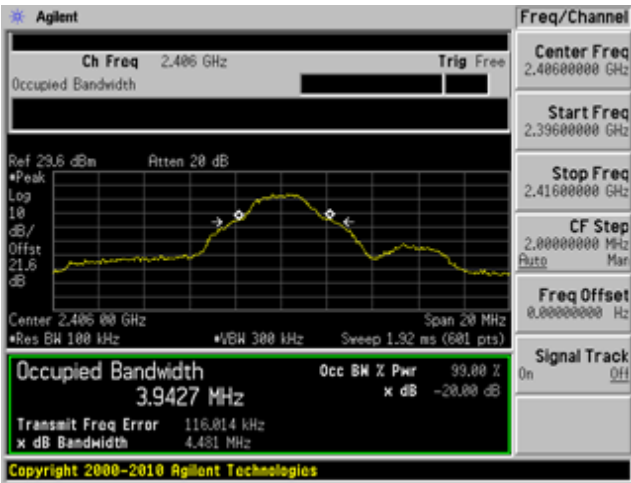 Agilent
Freq/Channel
Ch Freq 2.406 GHz Trig Free
Occupied Bandwidth
Center Freq
2.40600000 GHz
Start Freq
2.39600000 GHz
Stop Freq
2.41600000 GHz
CF Step
2.00000000 MHz
Auto Man
Freq Offset
0.00000000 Hz
Signal Track
On Off
Ref 29.6 dBm Atten 20 dB
*Peak
Log
10
dB/
Offst
21.6
dB
Center 2.406 00 GHz Span 20 MHz
*Res BW 100 kHz *VBW 300 kHz Sweep 1.92 ms (601 pts)
Occupied Bandwidth Occ BW % Pwr 99.00 %
3.9427 MHz x dB -20.00 dB
Transmit Freq Error 116.014 kHz
x dB Bandwidth 4.481 MHz
Copyright 2000-2010 Agilent Technologies